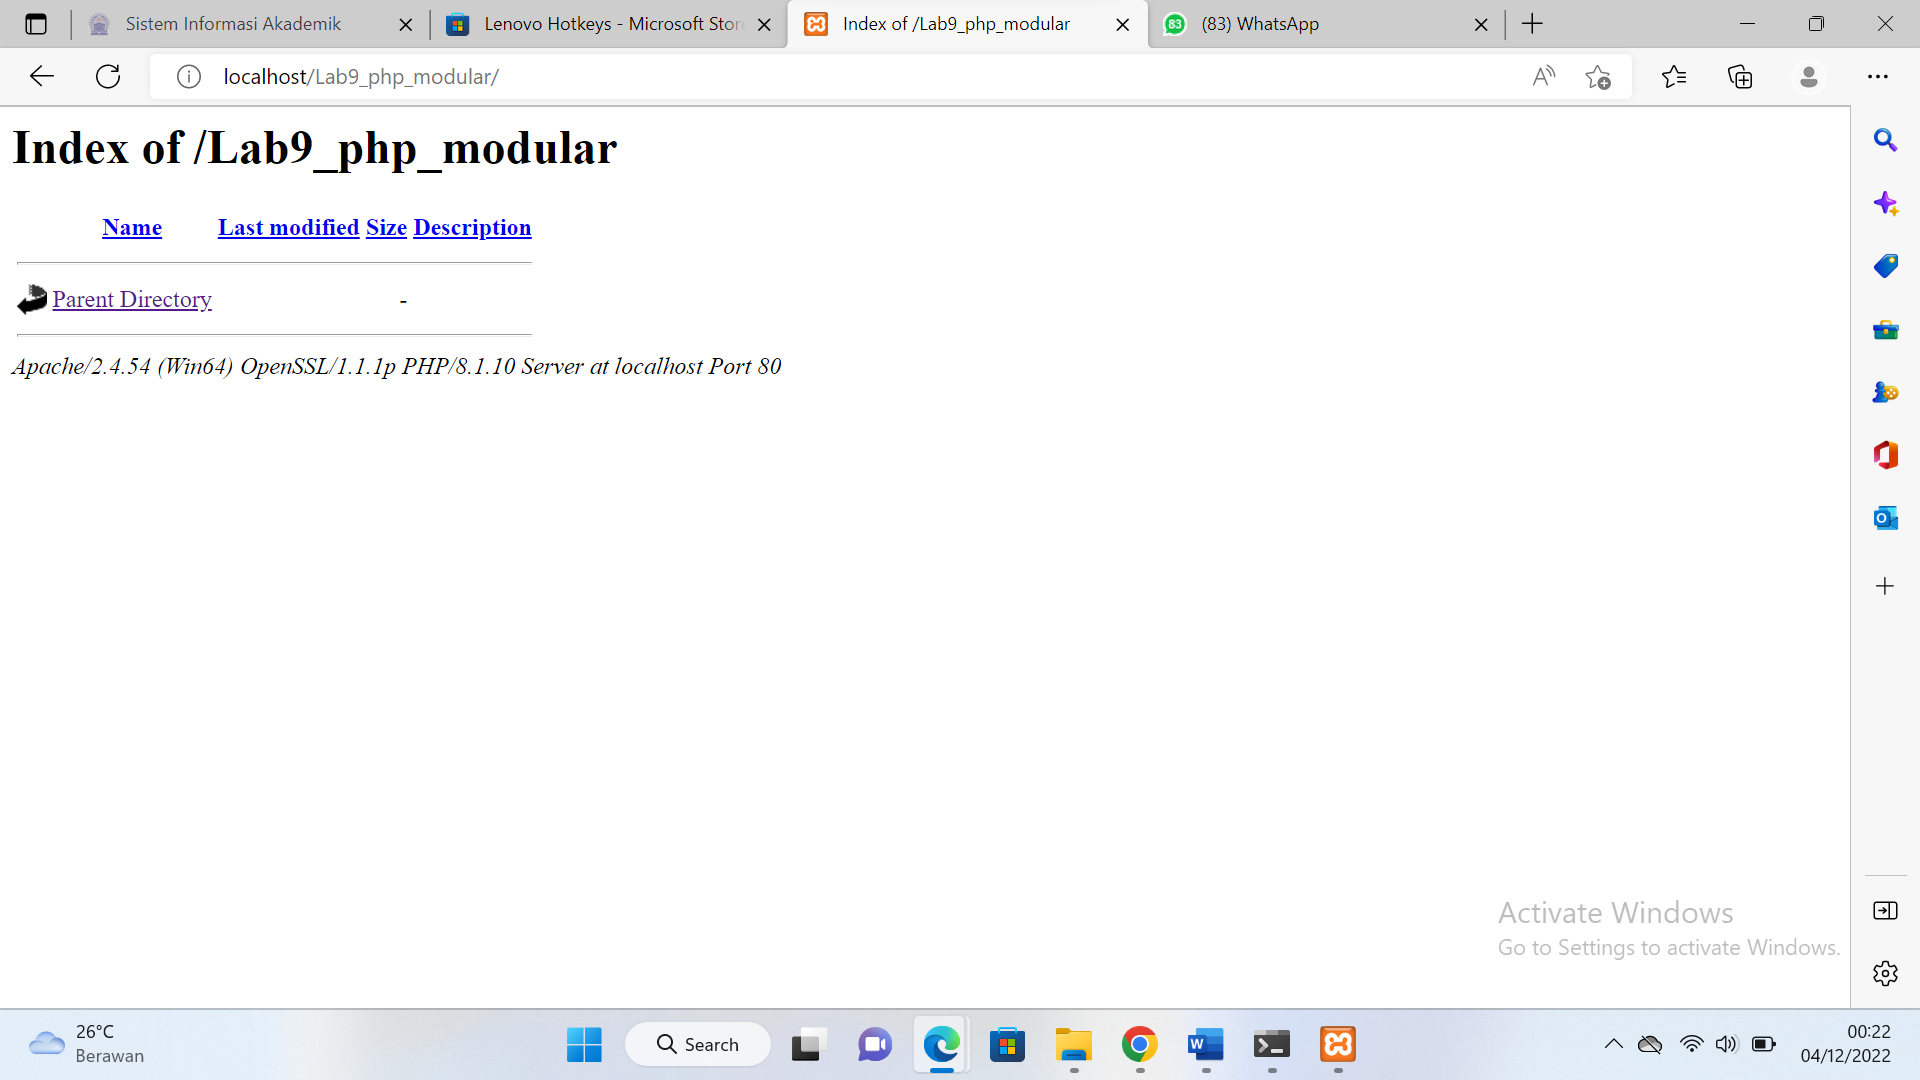 Sistem Informasi Akademik
Lenovo Hotkeys - Microsoft Stor
Index of /Lab9_php_modular
83
(83) WhatsApp
localhost/Lab9_php_modular/
Index of /Lab9_php_modular
Name Last modified Size Description
Parent Directory -
Apache/2.4.54 (Win64) OpenSSL/1.1.1p PHP/8.1.10 Server at localhost Port 80
Activate Windows
Go to Settings to activate Windows.
26°C
Berawan
Search
00:22
04/12/2022